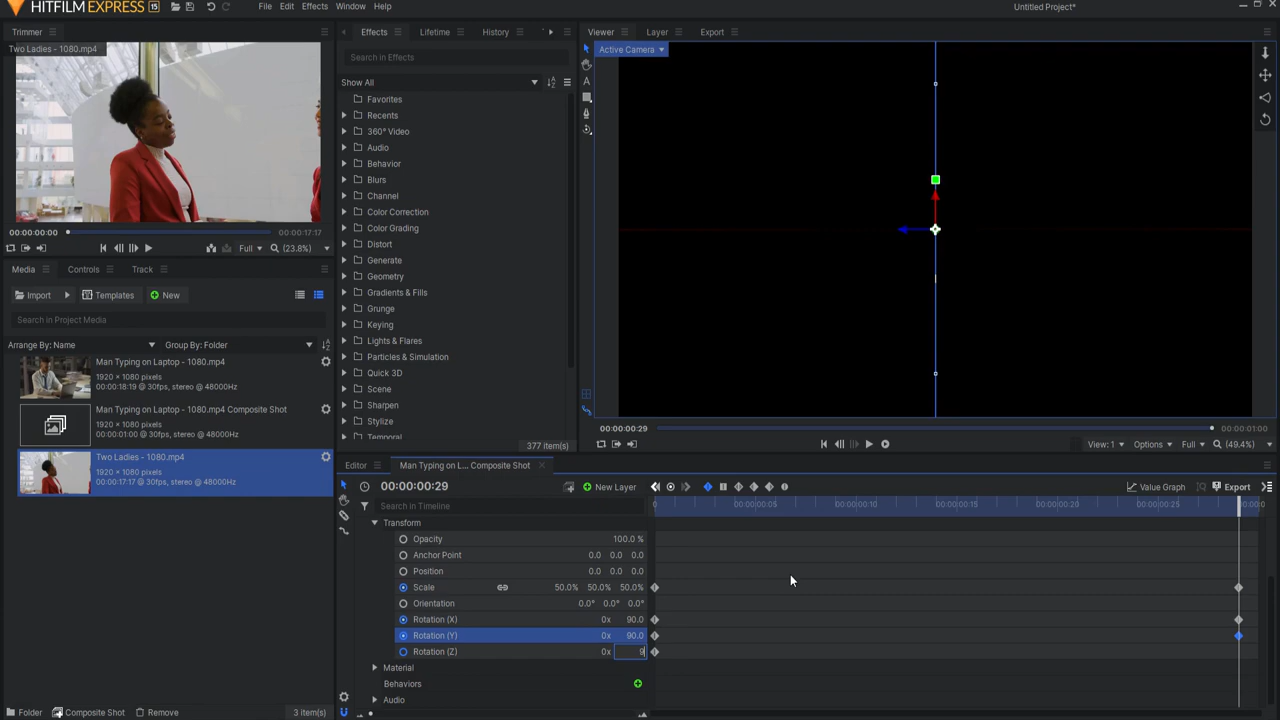 HITFILM EXPRESS 15
File Edit Effects Window Help
Untitled Project*
Trimmer
Two Ladies - 1080.mp4
00:00:00:00
00:00:17:17
Full
(23.8%)
Media
Controls
Track
Import
Templates
New
Search in Project Media
Arrange By: Name
Group By: Folder
Man Typing on Laptop - 1080.mp4
1920 × 1080 pixels
00:00:18:19 @ 30fps, stereo @ 48000Hz
Man Typing on Laptop - 1080.mp4 Composite Shot
1920 × 1080 pixels
00:00:01:00 @ 30fps, stereo @ 48000Hz
Two Ladies - 1080.mp4
1920 × 1080 pixels
00:00:17:17 @ 30fps, stereo @ 48000Hz
Folder
Composite Shot
Remove
3 item(s)
Effects
Lifetime
History
Search in Effects
Show All
Favorites
Recents
360° Video
Audio
Behavior
Blurs
Channel
Color Correction
Color Grading
Distort
Generate
Geometry
Gradients & Fills
Grunge
Keying
Lights & Flares
Particles & Simulation
Quick 3D
Scene
Sharpen
Stylize
Temporal
377 item(s)
Viewer
Layer
Export
Active Camera
00:00:00:29
00:00:01:00
View: 1
Options
Full
(49.4%)
Editor
Man Typing on L... Composite Shot
00:00:00:29
New Layer
Value Graph
Export
Search in Timeline
0
00:00:00|05
00:00:00|10
00:00:00|15
00:00:00|20
00:00:00|25
Transform
Opacity 100.0 %
Anchor Point 0.0 0.0 0.0
Position 0.0 0.0 0.0
Scale 50.0% 50.0% 50.0%
Orientation 0.0° 0.0° 0.0°
Rotation (X) 0x 90.0
Rotation (Y) 0x 90.0
Rotation (Z) 0x 9
Material
Behaviors
Audio